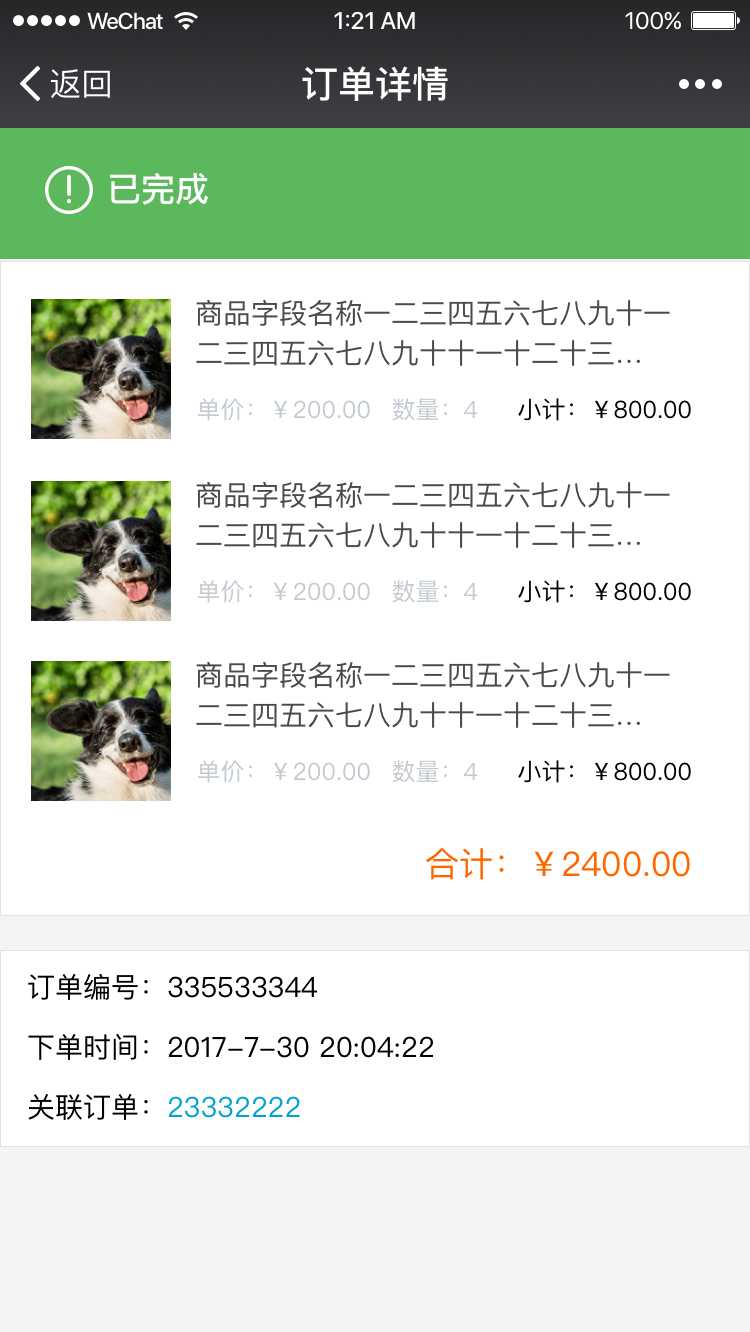 WeChat 1:21 AM 100%
返回 订单详情
已完成
商品字段名称一二三四五六七八九十一
二三四五六七八九十十一十二十三...
单价：￥200.00 数量：4 小计：￥800.00
商品字段名称一二三四五六七八九十一
二三四五六七八九十十一十二十三...
单价：￥200.00 数量：4 小计：￥800.00
商品字段名称一二三四五六七八九十一
二三四五六七八九十十一十二十三...
单价：￥200.00 数量：4 小计：￥800.00
合计：￥2400.00
订单编号：335533344
下单时间：2017-7-30 20:04:22
关联订单：23332222